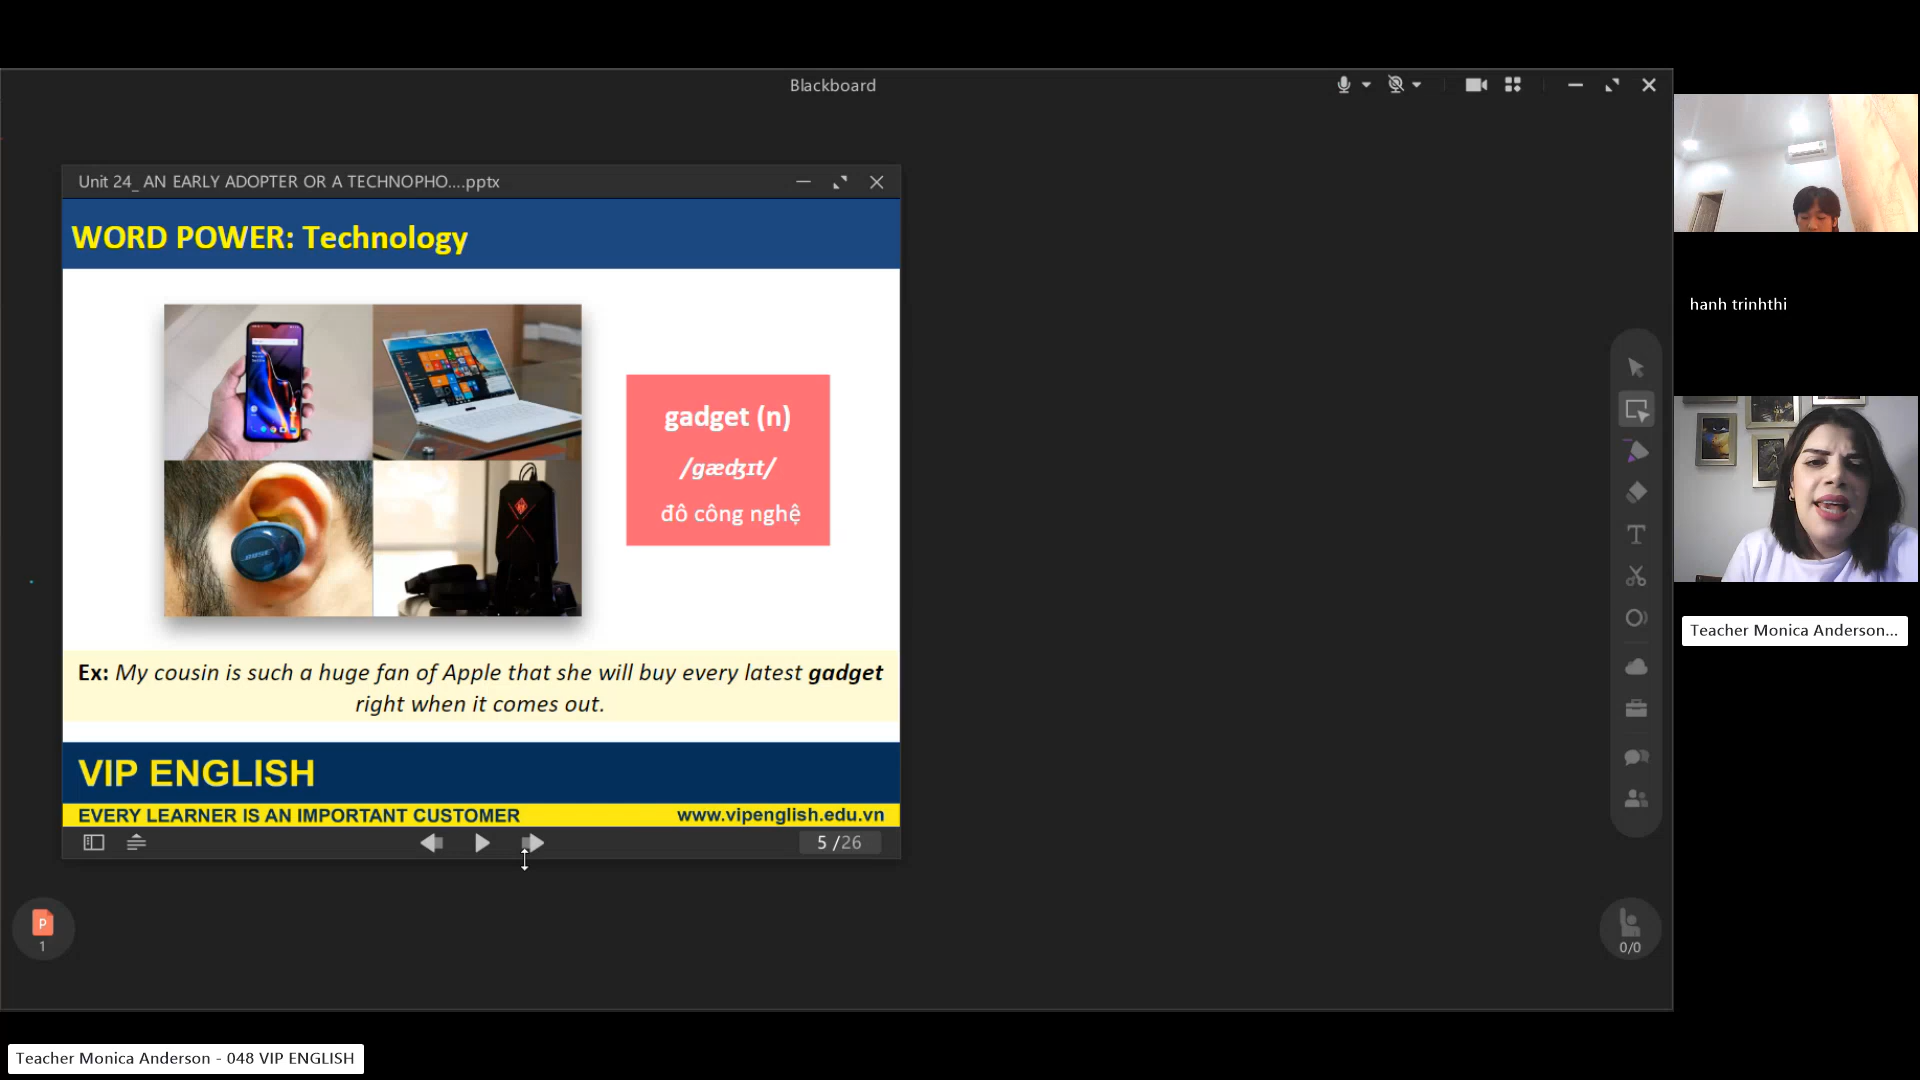 Blackboard
Unit 24_ AN EARLY ADOPTER OR A TECHNOPHO....pptx
WORD POWER: Technology
gadget (n)
/gæʤɪt/
đồ công nghệ
Ex: My cousin is such a huge fan of Apple that she will buy every latest gadget
right when it comes out.
VIP ENGLISH
EVERY LEARNER IS AN IMPORTANT CUSTOMER
www.vipenglish.edu.vn
5 /26
P
1
0/0
hanh trinhthi
Teacher Monica Anderson...
Teacher Monica Anderson - 048 VIP ENGLISH